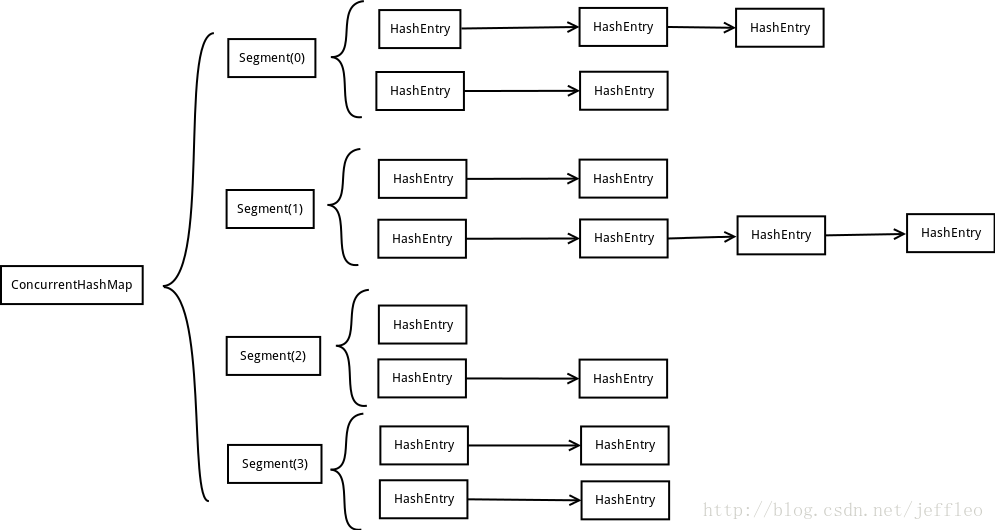 HashEntry HashEntry HashEntry
Segment(0)
HashEntry HashEntry
HashEntry HashEntry
Segment(1)
HashEntry HashEntry HashEntry HashEntry
ConcurrentHashMap
HashEntry
Segment(2)
HashEntry HashEntry
HashEntry HashEntry
Segment(3)
HashEntry HashEntry
http://blog.csdn.net/jeffleo